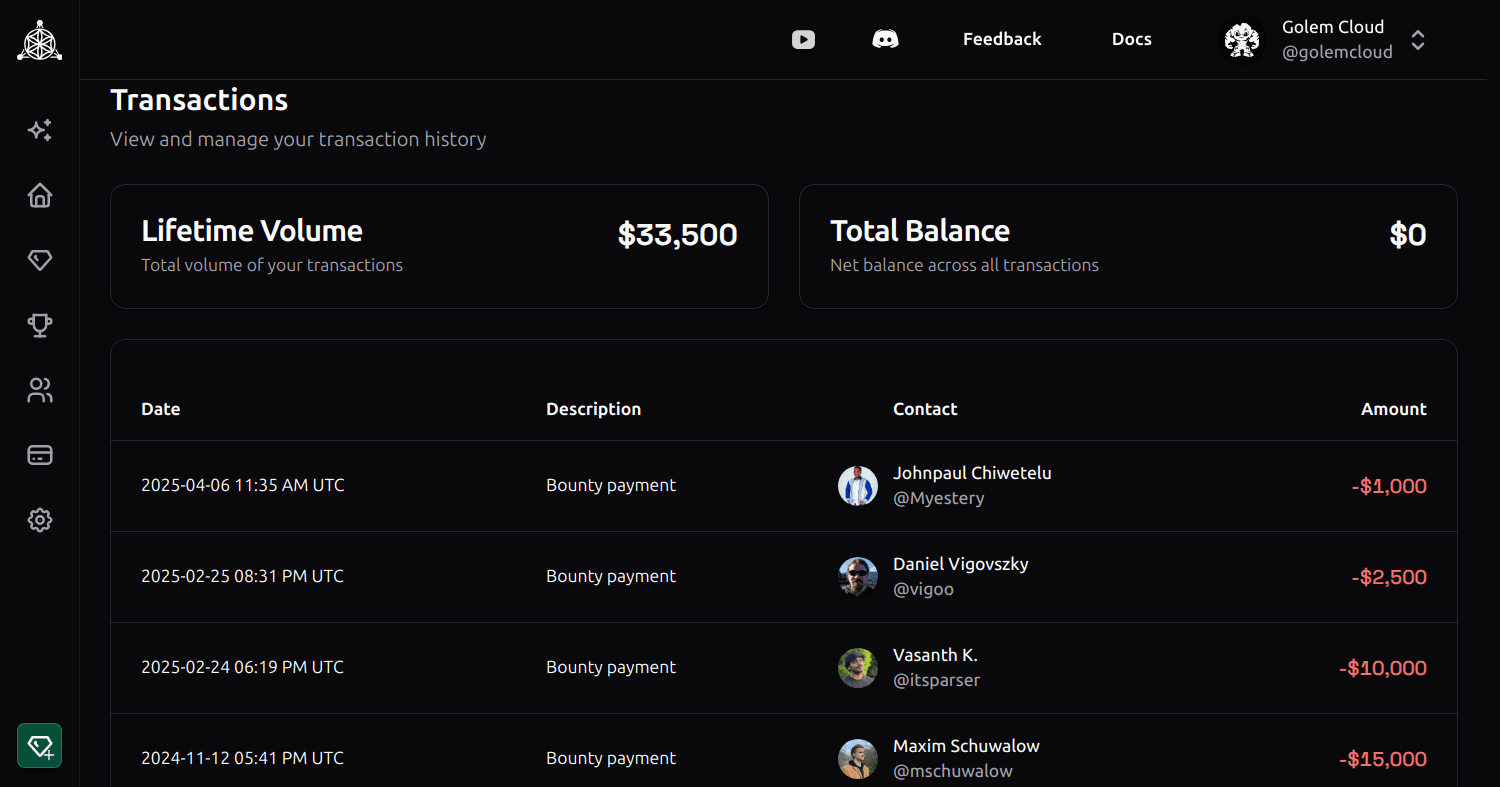 Feedback
Docs
Golem Cloud
@golemcloud
Transactions
View and manage your transaction history
Lifetime Volume
$33,500
Total volume of your transactions
Total Balance
$0
Net balance across all transactions
Date Description Contact Amount
2025-04-06 11:35 AM UTC Bounty payment Johnpaul Chiwetelu -$1,000
@Myestery
2025-02-25 08:31 PM UTC Bounty payment Daniel Vigovszky -$2,500
@vigoo
2025-02-24 06:19 PM UTC Bounty payment Vasanth K. -$10,000
@itsparser
2024-11-12 05:41 PM UTC Bounty payment Maxim Schuwalow -$15,000
@mschuwalow